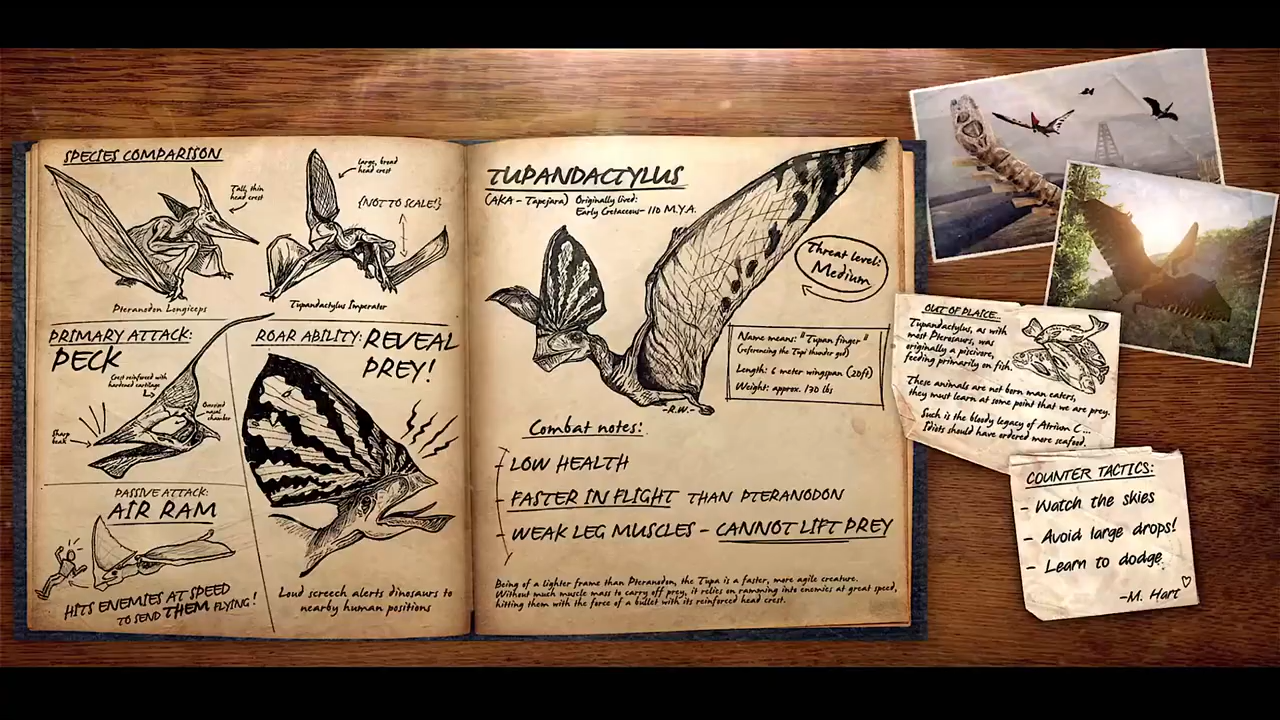 SPECIES COMPARISON
Tall, thin
head crest
large, broad
head crest
{NOT TO SCALE!}
Pteranodon Longiceps
Tupandactylus Imperator
PRIMARY ATTACK:
PECK
Crest reinforced with
hardened cartilage
nasal
chamber
Sharp
beak
PASSIVE ATTACK:
AIR RAM
HITS ENEMIES AT SPEED
TO SEND THEM FLYING!
ROAR ABILITY: REVEAL
PREY!
Loud screech alerts dinosaurs to
nearby human positions
TUPANDACTYLUS
(AKA - Tapejara)
Originally lived:
Early Cretaceous - 110 M.Y.A.
Threat level:
Medium
Name means: "Tupan finger"
(referencing the Tupi thunder god)
Length: 6 meter wingspan (20ft)
Weight: approx. 130 lbs
-R.W.-
Combat notes:
- LOW HEALTH
- FASTER IN FLIGHT THAN PTERANODON
- WEAK LEG MUSCLES - CANNOT LIFT PREY
Being of a lighter frame than Pteranodon, the Tupa is a faster, more agile creature.
Without much muscle mass to carry off prey, it relies on ramming into enemies at great speed,
hitting them with the force of a bullet with its reinforced head crest.
OUT OF PLAICE...
Tupandactylus, as with
most Pterosaurs, was
originally a piscivore,
feeding primarily on fish.
These animals are not born man eaters,
they must learn at some point that we are prey.
Such is the bloody legacy of Atrium C...
Idiots should have ordered more seafood.
COUNTER TACTICS:
- Watch the skies
- Avoid large drops!
- Learn to dodge.
♡
-M. Hart